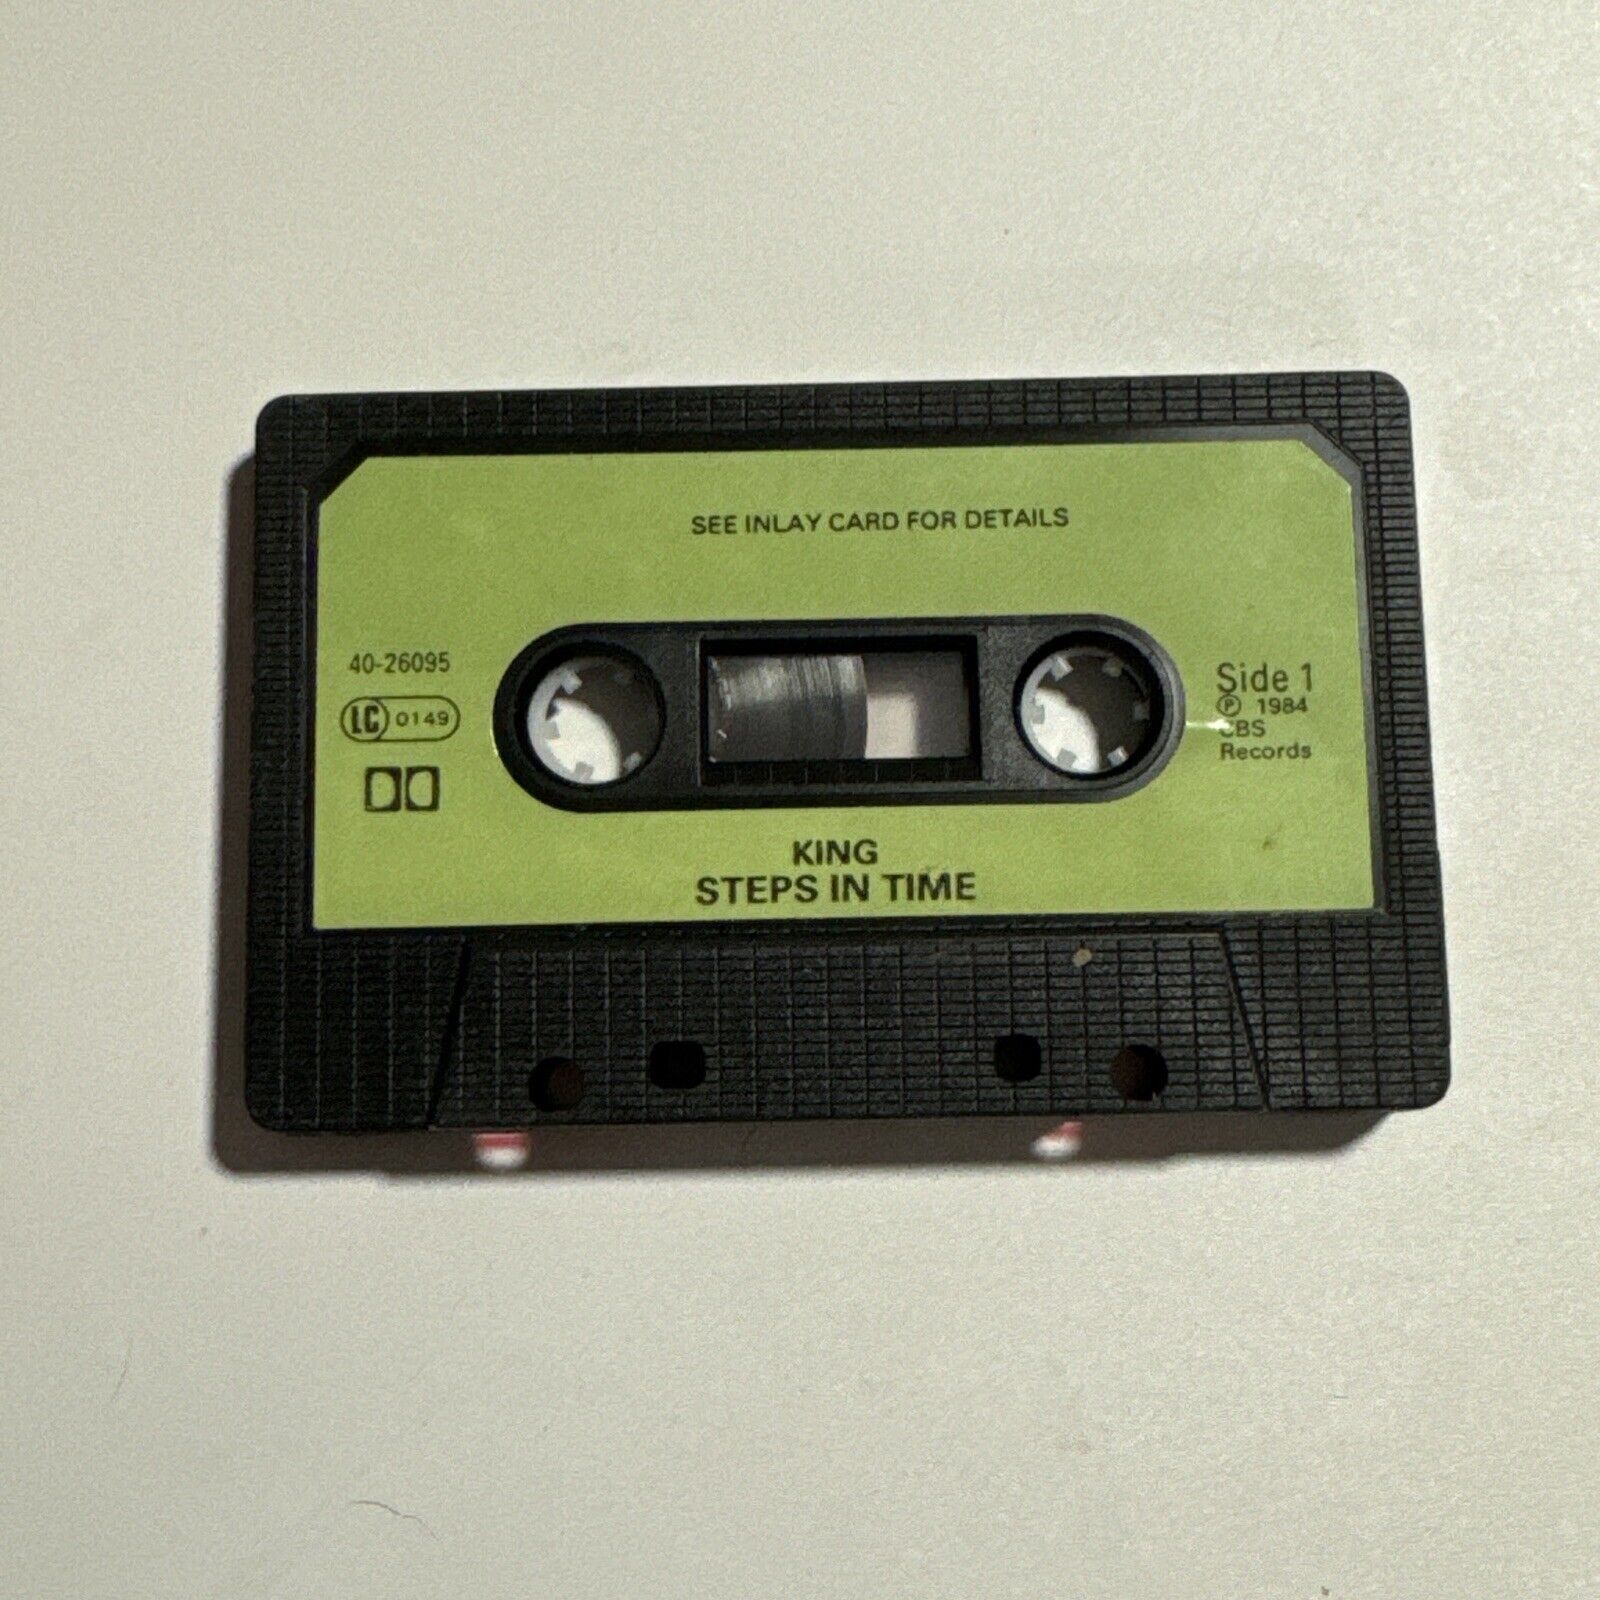 SEE INLAY CARD FOR DETAILS
40-26095
LC 0149
Side 1
℗ 1984
CBS
Records
KING
STEPS IN TIME